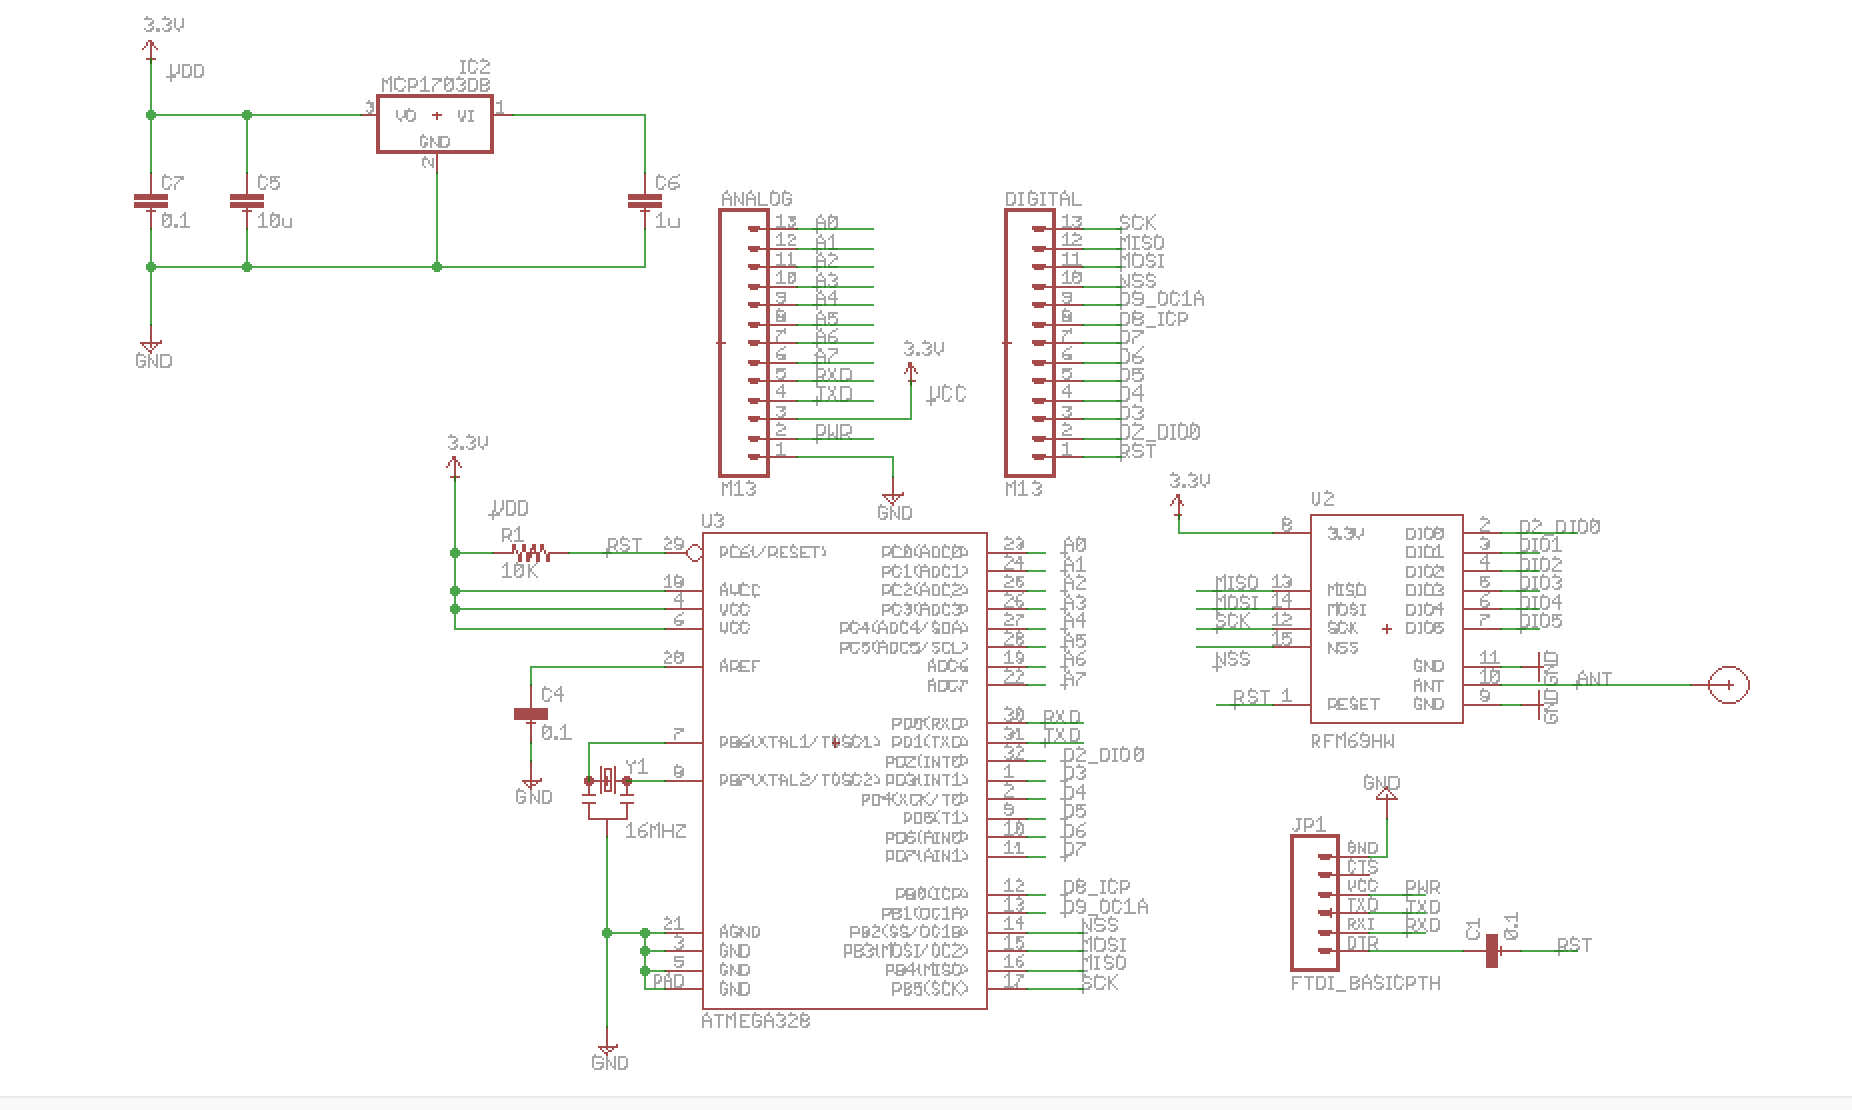 3.3V
VDD
IC2
MCP1703DB
3 VO VI 1
GND
2
C7
0.1
C5
10u
C6
1u
GND
ANALOG
13 A0
12 A1
11 A2
10 A3
9 A4
8 A5
7 A6
6 A7
5 RXD
4 TXD
3
2 PWR
1
M13
3.3V
VCC
GND
DIGITAL
13 SCK
12 MISO
11 MOSI
10 NSS
9 D9_OC1A
8 D8_ICP
7 D7
6 D6
5 D5
4 D4
3 D3
2 D2_DIO0
1 RST
M13
3.3V
VDD
R1
10K
RST
U3
29 PC6(/RESET)
18 AVCC
4 VCC
6 VCC
20 AREF
7 PB6(XTAL1/TOSC1)
8 PB7(XTAL2/TOSC2)
21 AGND
3 GND
5 GND
PAD GND
PC0(ADC0) 23 A0
PC1(ADC1) 24 A1
PC2(ADC2) 25 A2
PC3(ADC3) 26 A3
PC4(ADC4/SDA) 27 A4
PC5(ADC5/SCL) 28 A5
ADC6 19 A6
ADC7 22 A7
PD0(RXD) 30 RXD
PD1(TXD) 31 TXD
PD2(INT0) 32 D2_DIO0
PD3(INT1) 1 D3
PD4(XCK/T0) 2 D4
PD5(T1) 9 D5
PD6(AIN0) 10 D6
PD7(AIN1) 11 D7
PB0(ICP) 12 D8_ICP
PB1(OC1A) 13 D9_OC1A
PB2(SS/OC1B) 14 NSS
PB3(MOSI/OC2) 15 MOSI
PB4(MISO) 16 MISO
PB5(SCK) 17 SCK
ATMEGA328
C4
0.1
GND
Y1
16MHZ
GND
3.3V
U2
8 3.3V
MISO 13 MISO
MOSI 14 MOSI
SCK 12 SCK
NSS 15 NSS
RST 1 RESET
DIO0 2 D2_DIO0
DIO1 3 DIO1
DIO2 4 DIO2
DIO3 5 DIO3
DIO4 6 DIO4
DIO5 7 DIO5
GND 11 GND
ANT 10 ANT
GND 9 GND
RFM69HW
GND
JP1
GND
CTS
VCC PWR
TXO TXD
RXI RXD
DTR
C1
0.1
RST
FTDI_BASICPTH